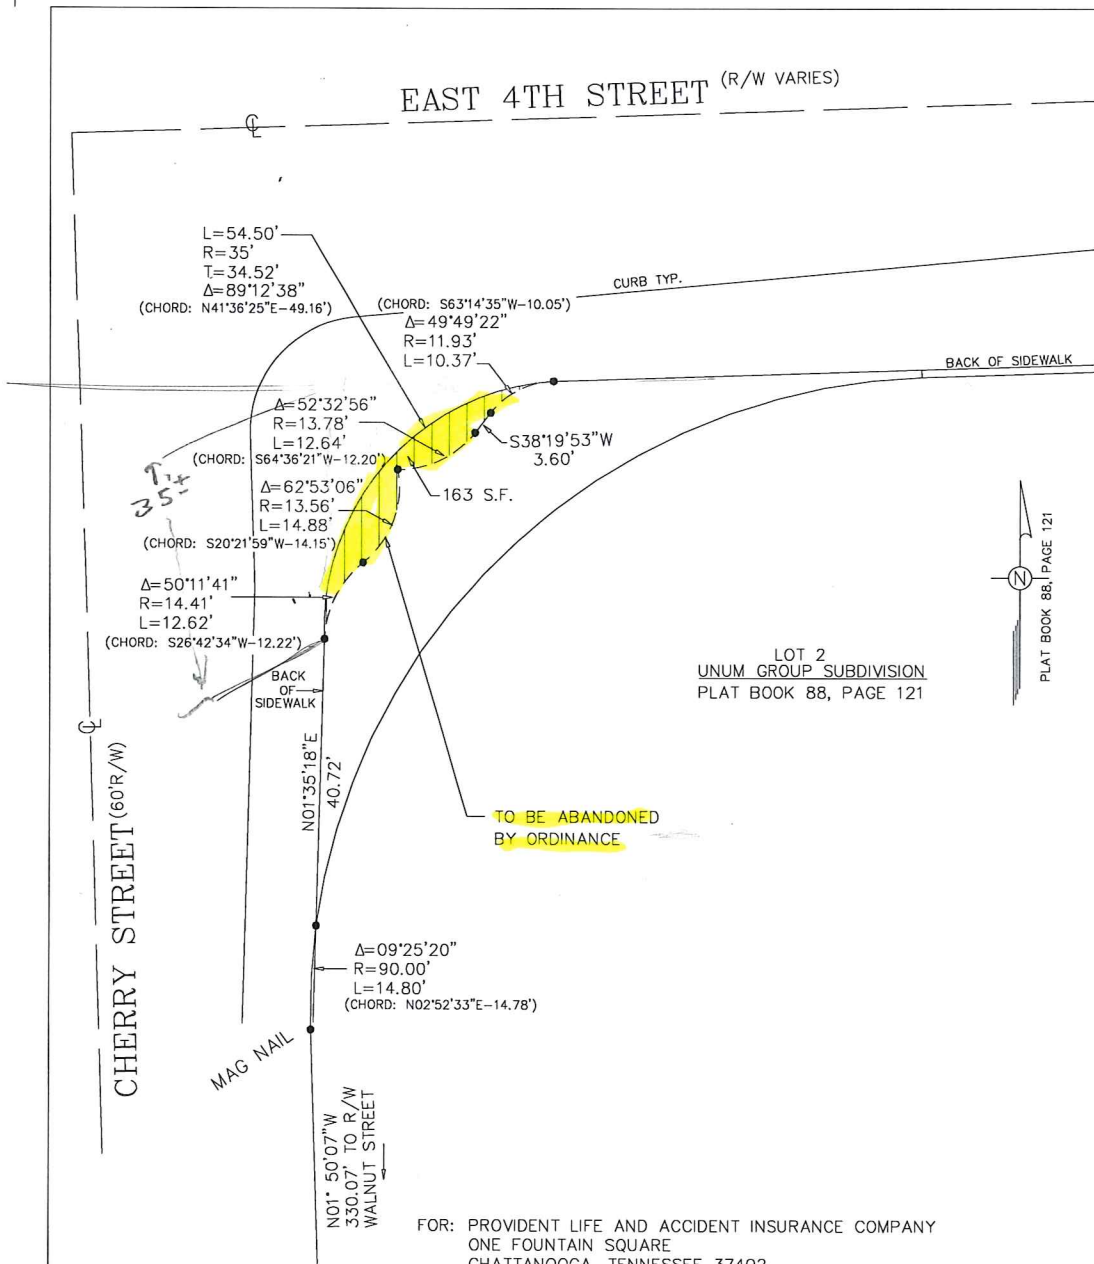 EAST 4TH STREET (R/W VARIES)
℄
L=54.50'
R=35'
T=34.52'
Δ=89°12'38"
(CHORD: N41°36'25"E-49.16')
(CHORD: S63°14'35"W-10.05')
Δ=49°49'22"
R=11.93'
L=10.37'
CURB TYP.
BACK OF SIDEWALK
Δ=52°32'56"
R=13.78'
L=12.64'
(CHORD: S64°36'21"W-12.20')
S38°19'53"W
3.60'
Δ=62°53'06"
R=13.56'
L=14.88'
(CHORD: S20°21'59"W-14.15')
163 S.F.
35±
Δ=50°11'41"
R=14.41'
L=12.62'
(CHORD: S26°42'34"W-12.22')
BACK
OF
SIDEWALK
N
PLAT BOOK 88, PAGE 121
LOT 2
UNUM GROUP SUBDIVISION
PLAT BOOK 88, PAGE 121
℄
CHERRY STREET (60'R/W)
N01°35'18"E
40.72'
TO BE ABANDONED
BY ORDINANCE
Δ=09°25'20"
R=90.00'
L=14.80'
(CHORD: N02°52'33"E-14.78')
MAG NAIL
N01° 50'07"W
330.07' TO R/W
WALNUT STREET
FOR: PROVIDENT LIFE AND ACCIDENT INSURANCE COMPANY
ONE FOUNTAIN SQUARE
CHATTANOOGA, TENNESSEE 37402